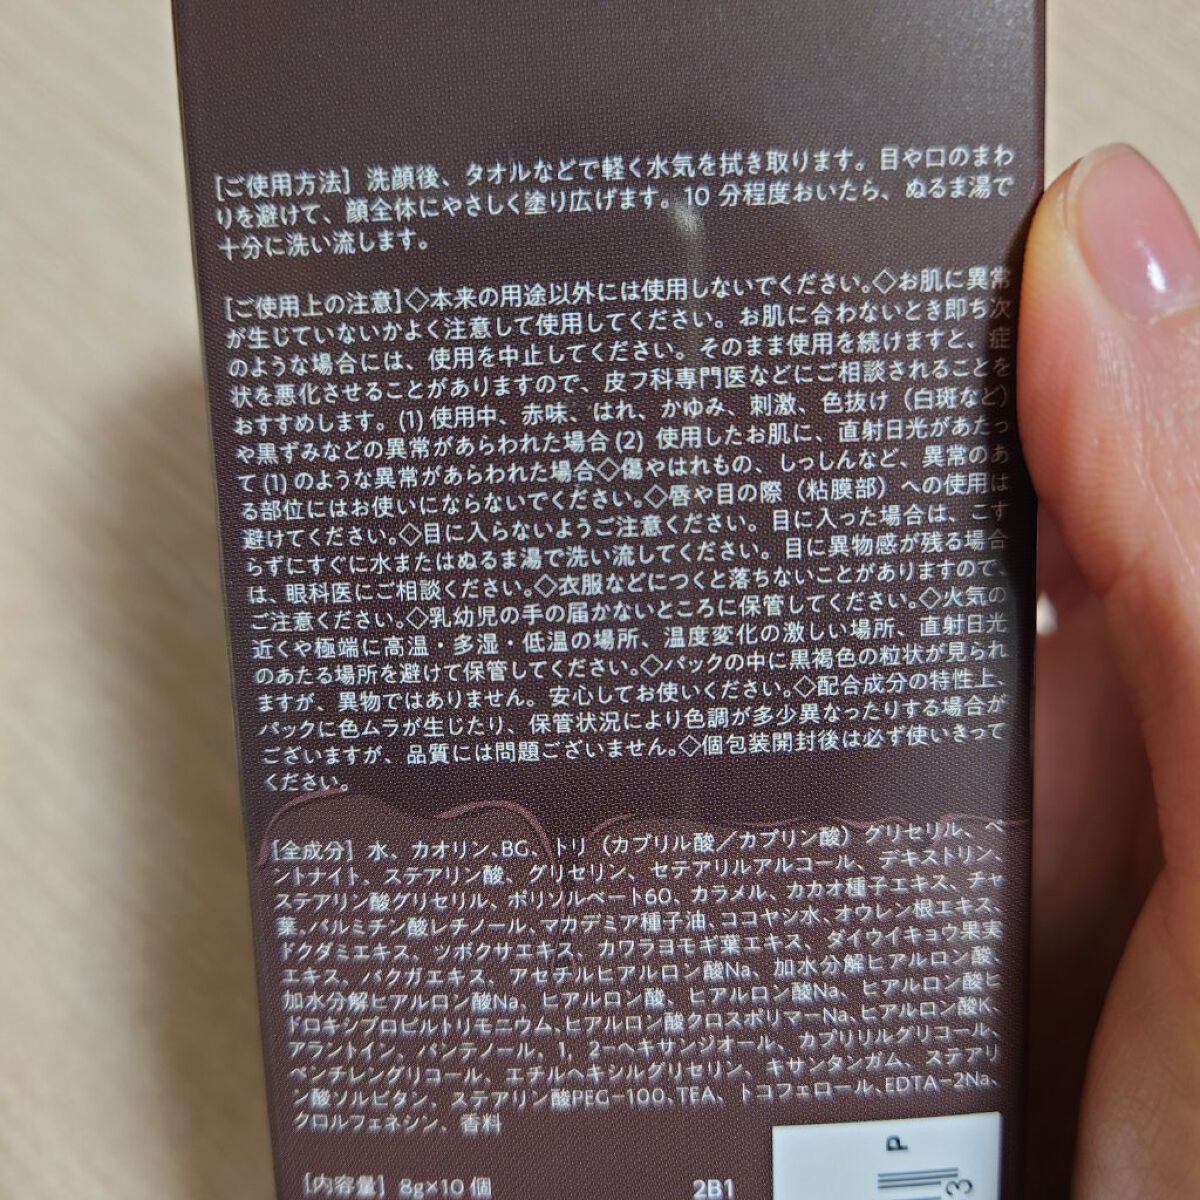 [ご使用方法] 洗顔後、タオルなどで軽く水気を拭き取ります。目や口のまわ
りを避けて、顔全体にやさしく塗り広げます。10 分程度おいたら、ぬるま湯で
十分に洗い流します。
[ご使用上の注意]◇本来の用途以外には使用しないでください。◇お肌に異常
が生じていないかよく注意して使用してください。お肌に合わないとき即ち次
のような場合には、使用を中止してください。そのまま使用を続けますと、症
状を悪化させることがありますので、皮フ科専門医などにご相談されることを
おすすめします。(1) 使用中、赤味、はれ、かゆみ、刺激、色抜け（白斑など）
や黒ずみなどの異常があらわれた場合 (2) 使用したお肌に、直射日光があたっ
て (1) のような異常があらわれた場合◇傷やはれもの、しっしんなど、異常のあ
る部位にはお使いにならないでください。◇唇や目の際（粘膜部）への使用は
避けてください。◇目に入らないようご注意ください。目に入った場合は、こす
らずにすぐに水またはぬるま湯で洗い流してください。目に異物感が残る場合
は、眼科医にご相談ください。◇衣服などにつくと落ちないことがありますので、
ご注意ください。◇乳幼児の手の届かないところに保管してください。◇火気の
近くや極端に高温・多湿・低温の場所、温度変化の激しい場所、直射日光
のあたる場所を避けて保管してください。◇パックの中に黒褐色の粒状が見られ
ますが、異物ではありません。安心してお使いください。◇配合成分の特性上、
パックに色ムラが生じたり、保管状況により色調が多少異なったりする場合が
ございますが、品質には問題ございません。◇個包装開封後は必ず使いきって
ください。
[全成分] 水、カオリン、BG、トリ（カプリル酸／カプリン酸）グリセリル、ベ
ントナイト、ステアリン酸、グリセリン、セテアリルアルコール、デキストリン、
ステアリン酸グリセリル、ポリソルベート60、カラメル、カカオ種子エキス、チャ
葉、パルミチン酸レチノール、マカデミア種子油、ココヤシ水、オウレン根エキス、
ドクダミエキス、ツボクサエキス、カワラヨモギ葉エキス、ダイウイキョウ果実
エキス、バクガエキス、アセチルヒアルロン酸Na、加水分解ヒアルロン酸、
加水分解ヒアルロン酸Na、ヒアルロン酸、ヒアルロン酸Na、ヒアルロン酸ヒ
ドロキシプロピルトリモニウム、ヒアルロン酸クロスポリマーNa、ヒアルロン酸K、
アラントイン、パンテノール、1，2－ヘキサンジオール、カプリリルグリコール、
ペンチレングリコール、エチルヘキシルグリセリン、キサンタンガム、ステアリ
ン酸ソルビタン、ステアリン酸PEG－100、TEA、トコフェロール、EDTA－2Na、
クロルフェネシン、香料
[内容量] 8g×10 個
2B1
P
3